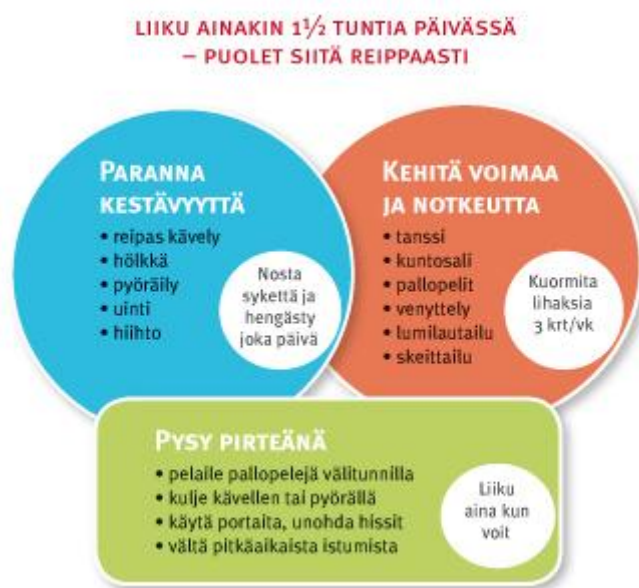 LIIKU AINAKIN 1½ TUNTIA PÄIVÄSSÄ
– PUOLET SIITÄ REIPPAASTI
PARANNA
KESTÄVYYTTÄ
• reipas kävely
• hölkkä
• pyöräily
• uinti
• hiihto
Nosta
sykettä ja
hengästy
joka päivä
KEHITÄ VOIMAA
JA NOTKEUTTA
• tanssi
• kuntosali
• pallopelit
• venyttely
• lumilautailu
• skeittailu
Kuormita
lihaksia
3 krt/vk
PYSY PIRTEÄNÄ
• pelaile pallopelejä välitunnilla
• kulje kävellen tai pyörällä
• käytä portaita, unohda hissit
• vältä pitkäaikaista istumista
Liiku
aina kun
voit